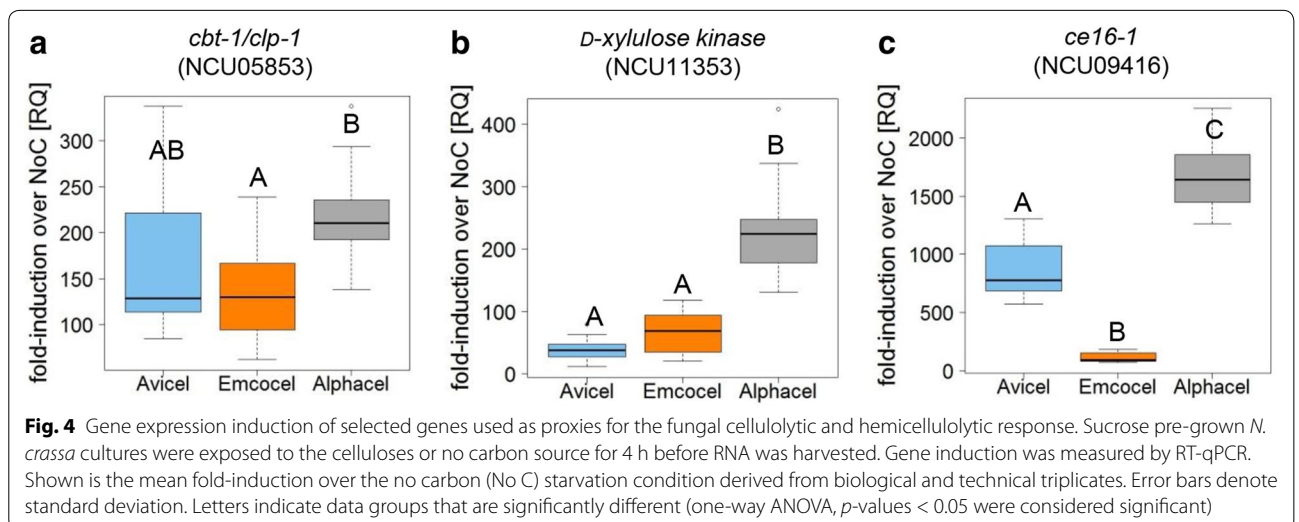 a
cbt-1/clp-1
(NCU05853)
fold-induction over NoC [RQ]
300
250
200
150
100
AB
A
B
Avicel
Emcocel
Alphacel
b
D-xylulose kinase
(NCU11353)
fold-induction over NoC [RQ]
400
300
200
100
0
A
A
B
Avicel
Emcocel
Alphacel
c
ce16-1
(NCU09416)
fold-induction over NoC [RQ]
2000
1500
1000
500
0
A
B
C
Avicel
Emcocel
Alphacel
Fig. 4 Gene expression induction of selected genes used as proxies for the fungal cellulolytic and hemicellulolytic response. Sucrose pre-grown N.
crassa cultures were exposed to the celluloses or no carbon source for 4 h before RNA was harvested. Gene induction was measured by RT-qPCR.
Shown is the mean fold-induction over the no carbon (No C) starvation condition derived from biological and technical triplicates. Error bars denote
standard deviation. Letters indicate data groups that are significantly different (one-way ANOVA, p-values < 0.05 were considered significant)